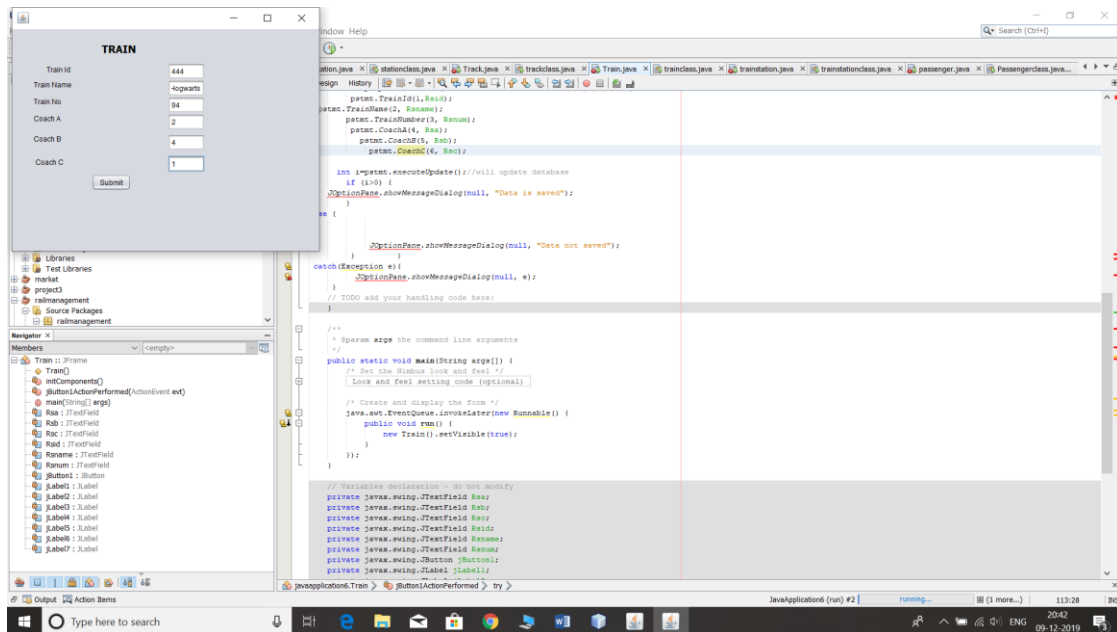 TRAIN
Train Id 444
Train Name
Train No 94
Coach A 2
Coach B 4
Coach C 1
Submit
indow Help
Search (Ctrl+I)
ation.java × stationclass.java × Track.java × trackclass.java × Train.java × trainclass.java × trainstation.java × trainstationclass.java × passenger.java × Passengerclass.java...
esign History
pstmt.TrainId(1,Rsid);
pstmt.TrainName(2, Rsname);
pstmt.TrainNumber(3, Rsnum);
pstmt.CoachA(4, Rsa);
pstmt.CoachB(5, Rsb);
pstmt.CoachC(6, Rsc);
int i=pstmt.executeUpdate();//will update database
if (i>0) {
JOptionPane.showMessageDialog(null, "Data is saved");
}
se {
JOptionPane.showMessageDialog(null, "Data not saved");
} }
catch(Exception e){
JOptionPane.showMessageDialog(null, e);
}
// TODO add your handling code here:
}
/**
* @param args the command line arguments
*/
public static void main(String args[]) {
/* Set the Nimbus look and feel */
Look and feel setting code (optional)
/* Create and display the form */
java.awt.EventQueue.invokeLater(new Runnable() {
public void run() {
new Train().setVisible(true);
}
});
}
// Variables declaration - do not modify
private javax.swing.JTextField Rsa;
private javax.swing.JTextField Rsb;
private javax.swing.JTextField Rsc;
private javax.swing.JTextField Rsid;
private javax.swing.JTextField Rsname;
private javax.swing.JTextField Rsnum;
private javax.swing.JButton jButton1;
private javax.swing.JLabel jLabel1;
Libraries
Test Libraries
market
project3
railmanagement
Source Packages
railmanagement
Navigator ×
Members <empty>
Train :: JFrame
Train()
initComponents()
jButton1ActionPerformed(ActionEvent evt)
main(String[] args)
Rsa : JTextField
Rsb : JTextField
Rsc : JTextField
Rsid : JTextField
Rsname : JTextField
Rsnum : JTextField
jButton1 : JButton
jLabel1 : JLabel
jLabel2 : JLabel
jLabel3 : JLabel
jLabel4 : JLabel
jLabel5 : JLabel
jLabel6 : JLabel
jLabel7 : JLabel
javaapplication6.Train > jButton1ActionPerformed > try >
Output Action Items
JavaApplication6 (run) #2 running... (1 more...) 113:28 INS
Type here to search
ENG 20:42
09-12-2019